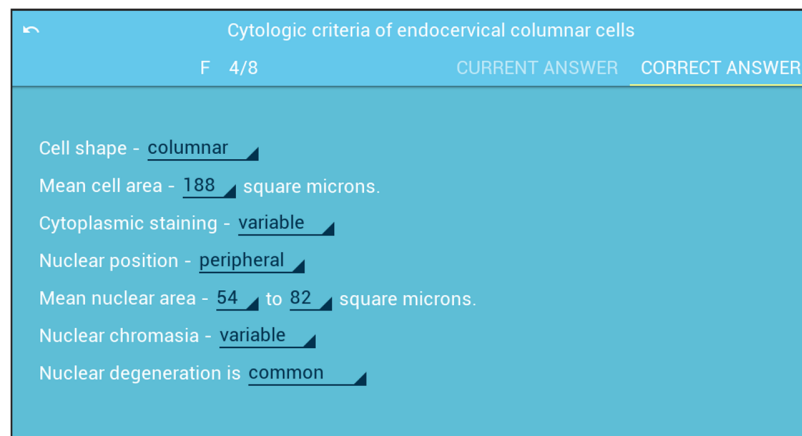 Cytologic criteria of endocervical columnar cells
F 4/8 CURRENT ANSWER CORRECT ANSWER
Cell shape - columnar
Mean cell area - 188 square microns.
Cytoplasmic staining - variable
Nuclear position - peripheral
Mean nuclear area - 54 to 82 square microns.
Nuclear chromasia - variable
Nuclear degeneration is common